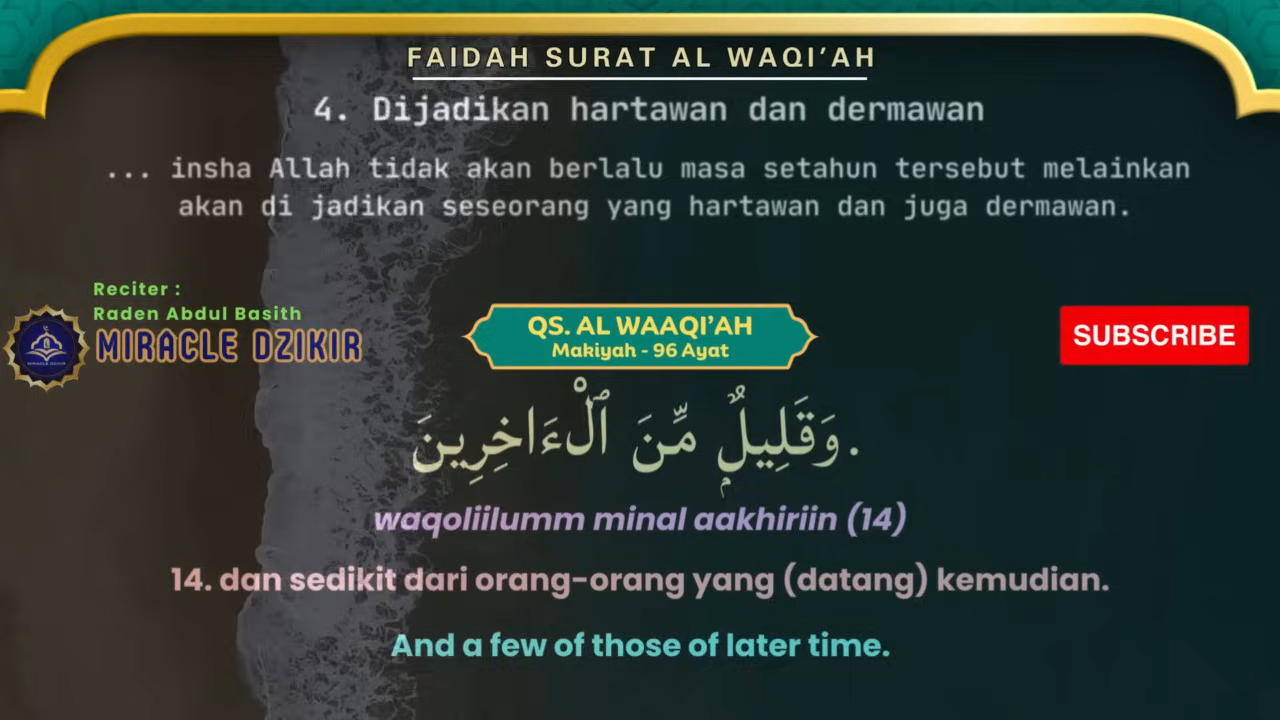 FAIDAH SURAT AL WAQI'AH
4. Dijadikan hartawan dan dermawan
... insha Allah tidak akan berlalu masa setahun tersebut melainkan
akan di jadikan seseorang yang hartawan dan juga dermawan.
Reciter :
Raden Abdul Basith
MIRACLE DZIKIR
MIRACLE DZIKIR
QS. AL WAAQI'AH
Makiyah - 96 Ayat
SUBSCRIBE
وَقَلِيلٌۭ مِّنَ ٱلْءَاخِرِينَ.
waqoliilumm minal aakhiriin (14)
14. dan sedikit dari orang-orang yang (datang) kemudian.
And a few of those of later time.